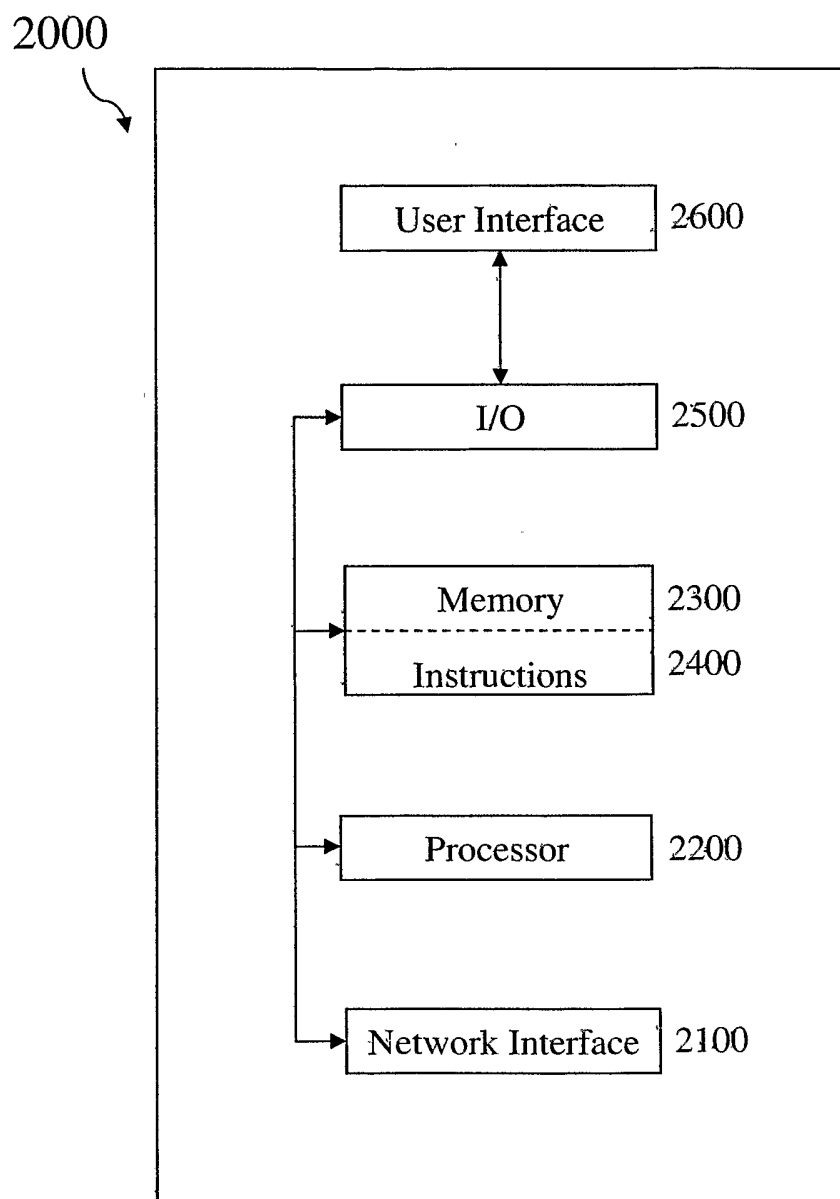 2000
User Interface 2600
I/O 2500
Memory 2300
Instructions 2400
Processor 2200
Network Interface 2100